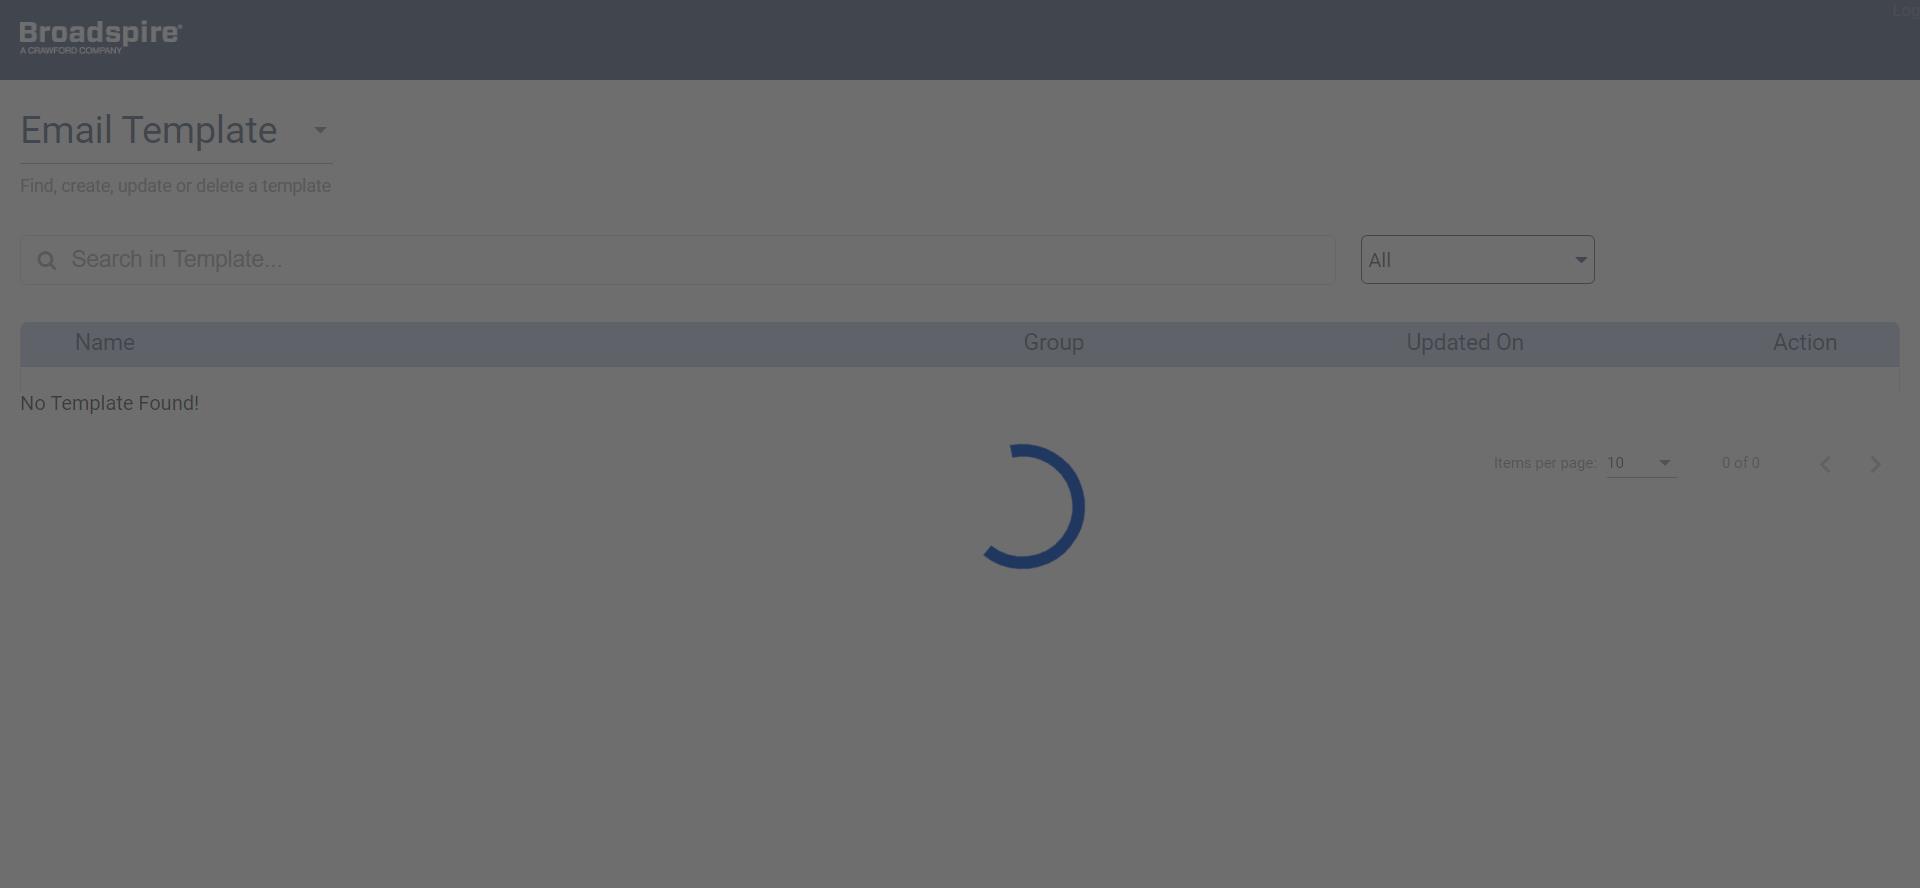 Log
Broadspire®
A CRAWFORD COMPANY
Email Template
Find, create, update or delete a template
Search in Template...
All
Name Group Updated On Action
No Template Found!
Items per page: 10 0 of 0